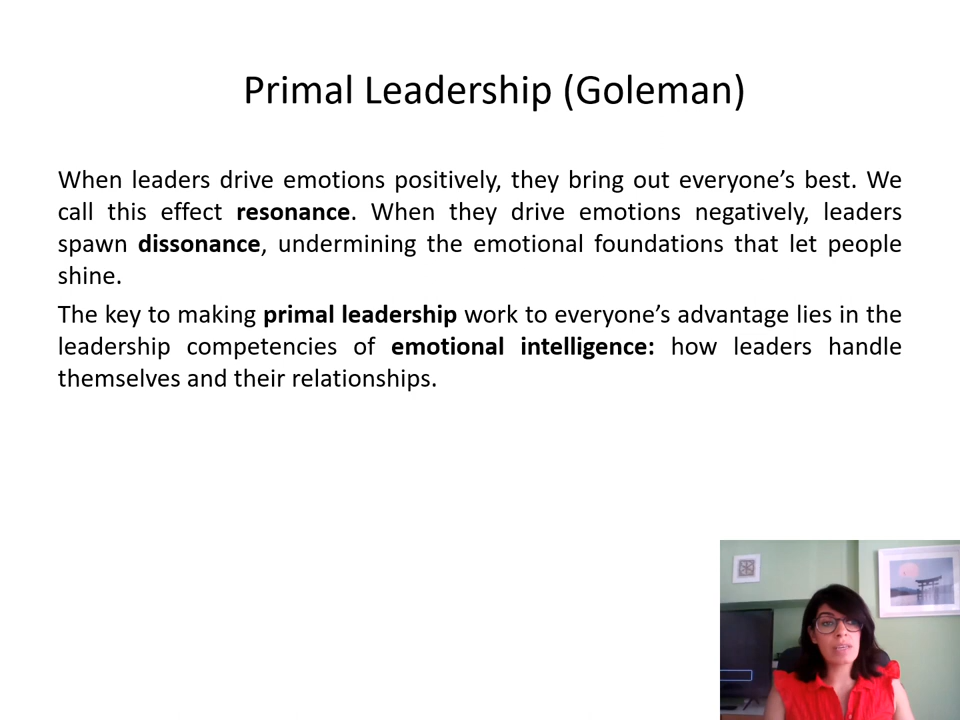 Primal Leadership (Goleman)
When leaders drive emotions positively, they bring out everyone’s best. We
call this effect resonance. When they drive emotions negatively, leaders
spawn dissonance, undermining the emotional foundations that let people
shine.
The key to making primal leadership work to everyone’s advantage lies in the
leadership competencies of emotional intelligence: how leaders handle
themselves and their relationships.